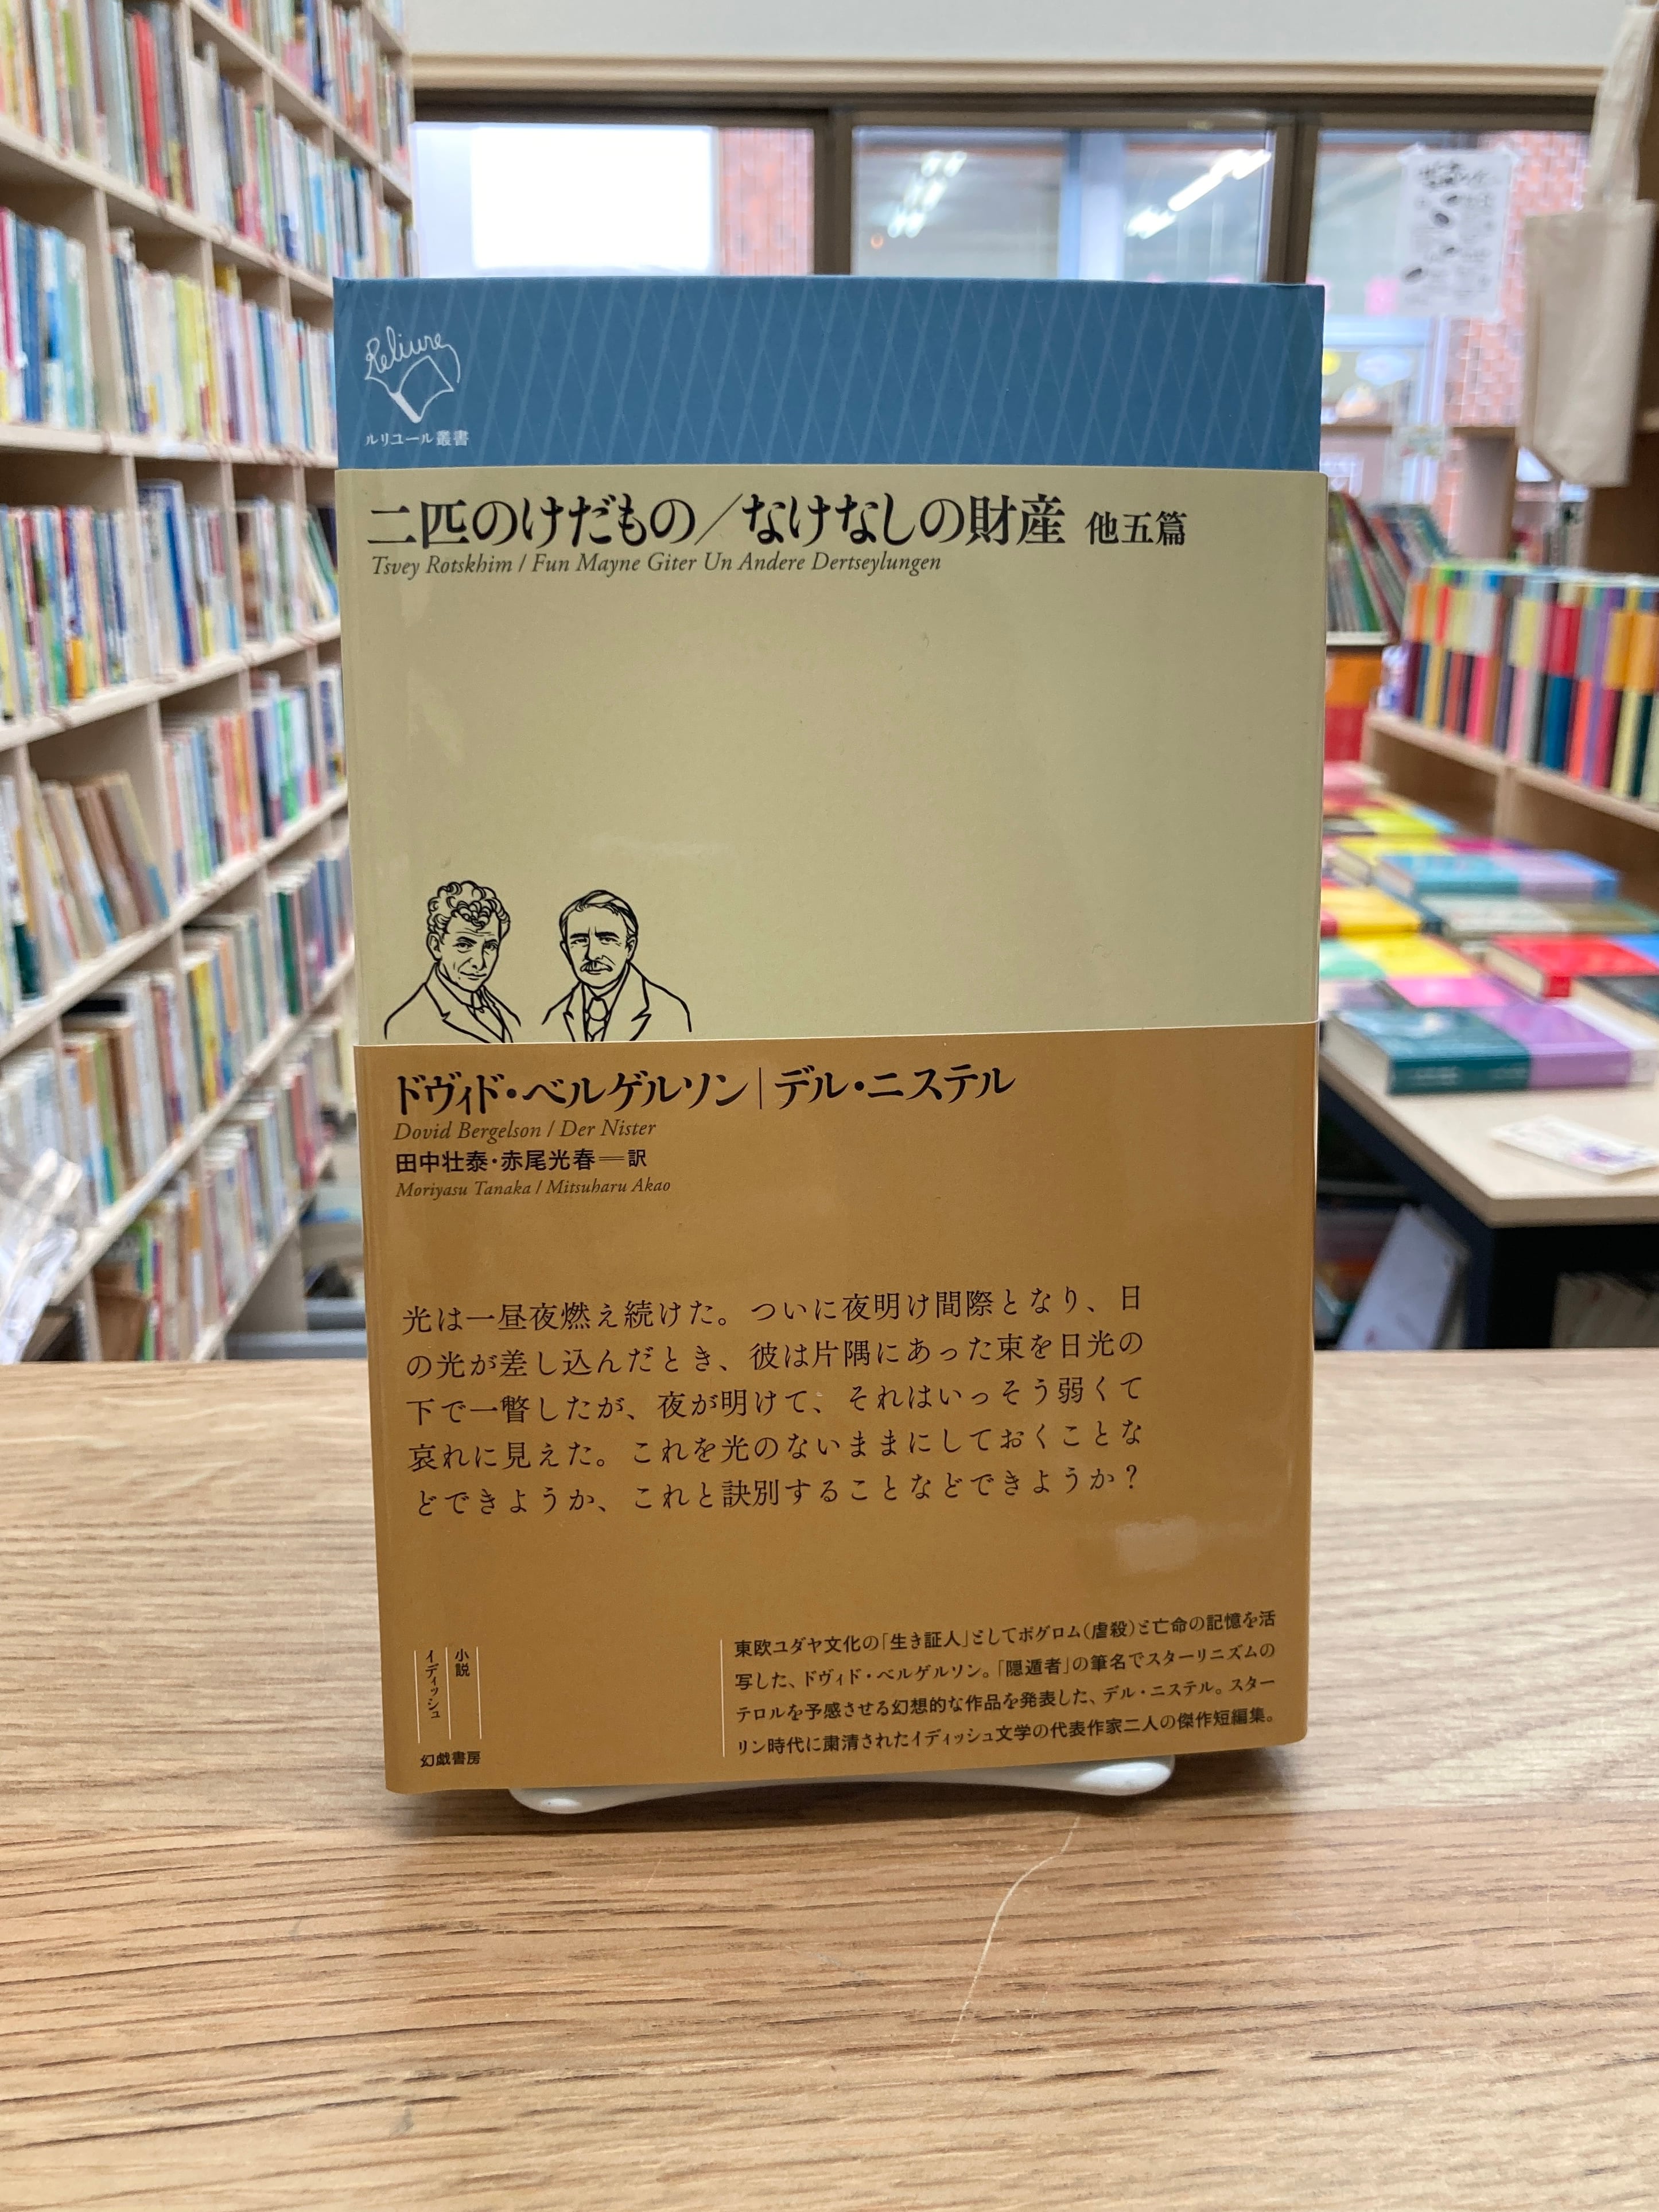 Reliure
ルリユール叢書
二匹のけだもの／なけなしの財産 他五篇
Tsvey Rotskhim / Fun Mayne Giter Un Andere Dertseylungen
ドヴィド・ベルゲルソン｜デル・ニステル
Dovid Bergelson / Der Nister
田中壮泰・赤尾光春＝訳
Moriyasu Tanaka / Mitsuharu Akao
光は一昼夜燃え続けた。ついに夜明け間際となり、日
の光が差し込んだとき、彼は片隅にあった束を日光の
下で一瞥したが、夜が明けて、それはいっそう弱くて
哀れに見えた。これを光のないままにしておくことな
どできようか、これと訣別することなどできようか？
小説
イディッシュ
幻戯書房
東欧ユダヤ文化の「生き証人」としてポグロム（虐殺）と亡命の記憶を活
写した、ドヴィド・ベルゲルソン。「隠遁者」の筆名でスターリニズムの
テロルを予感させる幻想的な作品を発表した、デル・ニステル。スター
リン時代に粛清されたイディッシュ文学の代表作家二人の傑作短編集。